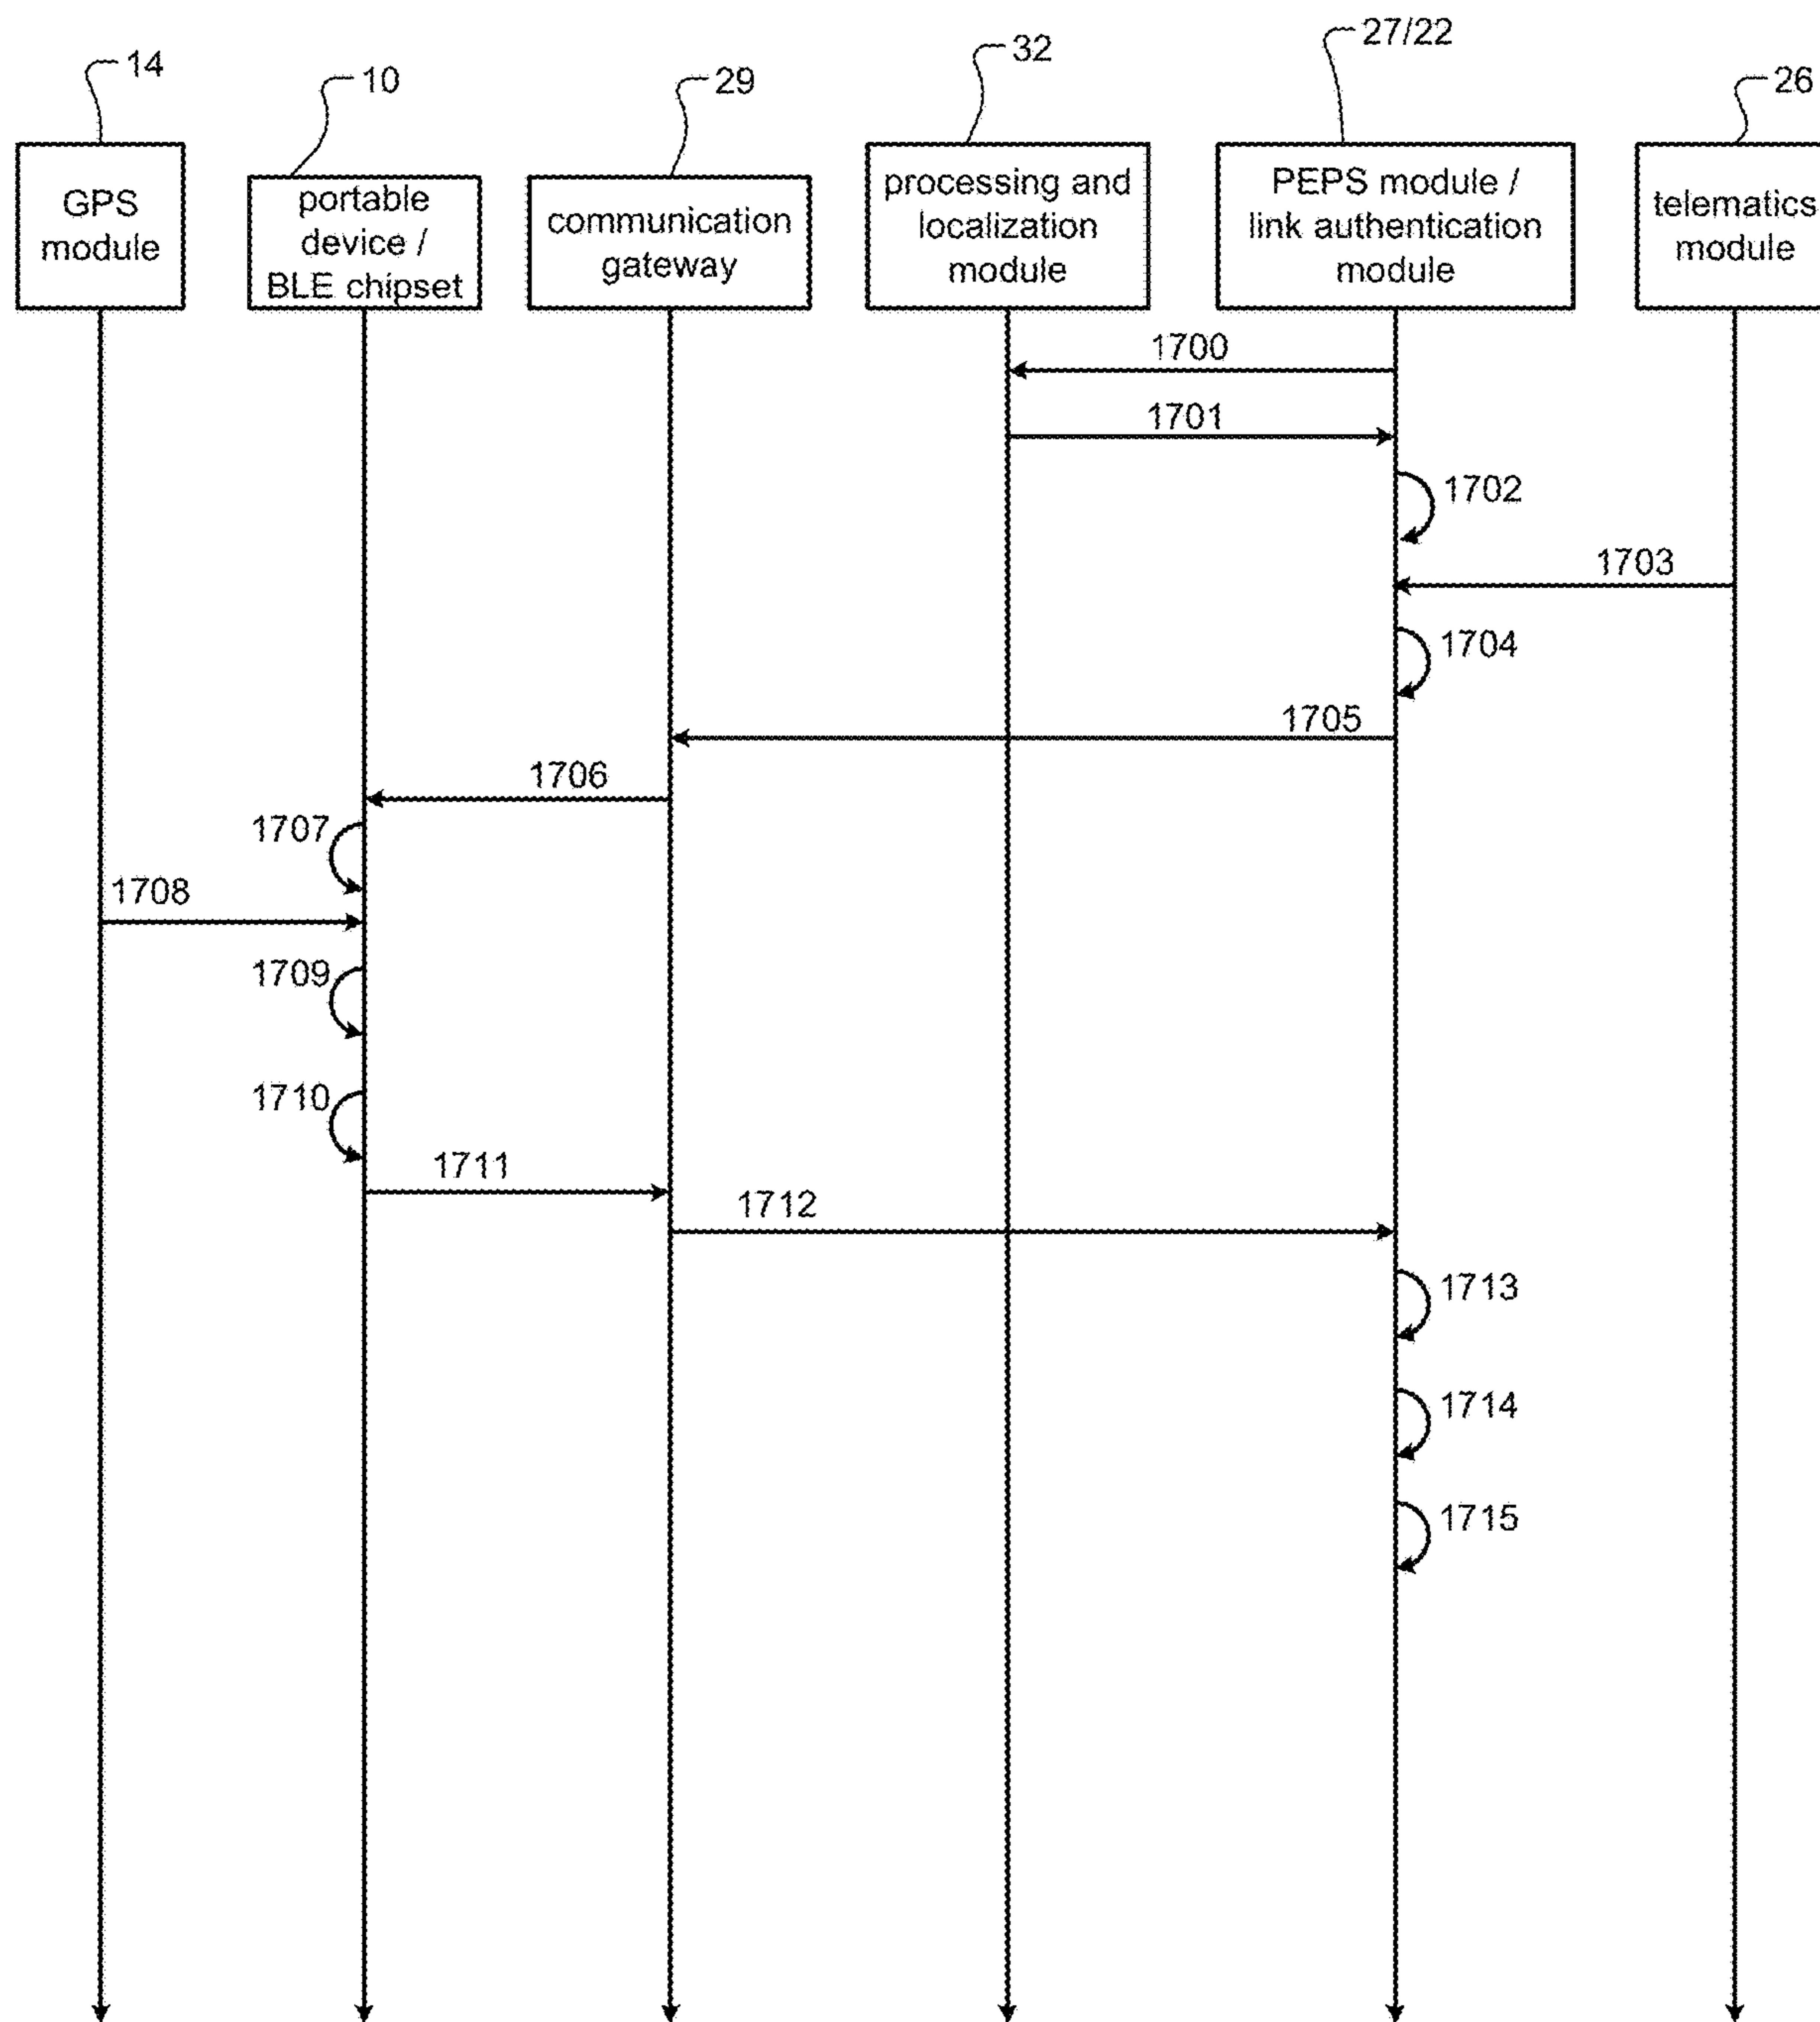 14
10
29
32
27/22
26
GPS
module
portable
device /
BLE chipset
communication
gateway
processing and
localization
module
PEPS module /
link authentication
module
telematics
module
1700
1701
1702
1703
1704
1705
1706
1707
1708
1709
1710
1711
1712
1713
1714
1715